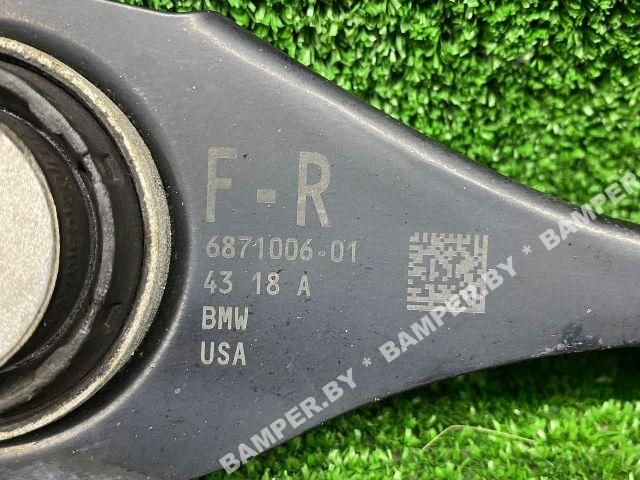 F-R
6871006-01
43 18 A
BMW
USA
BAMPER.BY * BAMPER.BY * BAMPER.BY